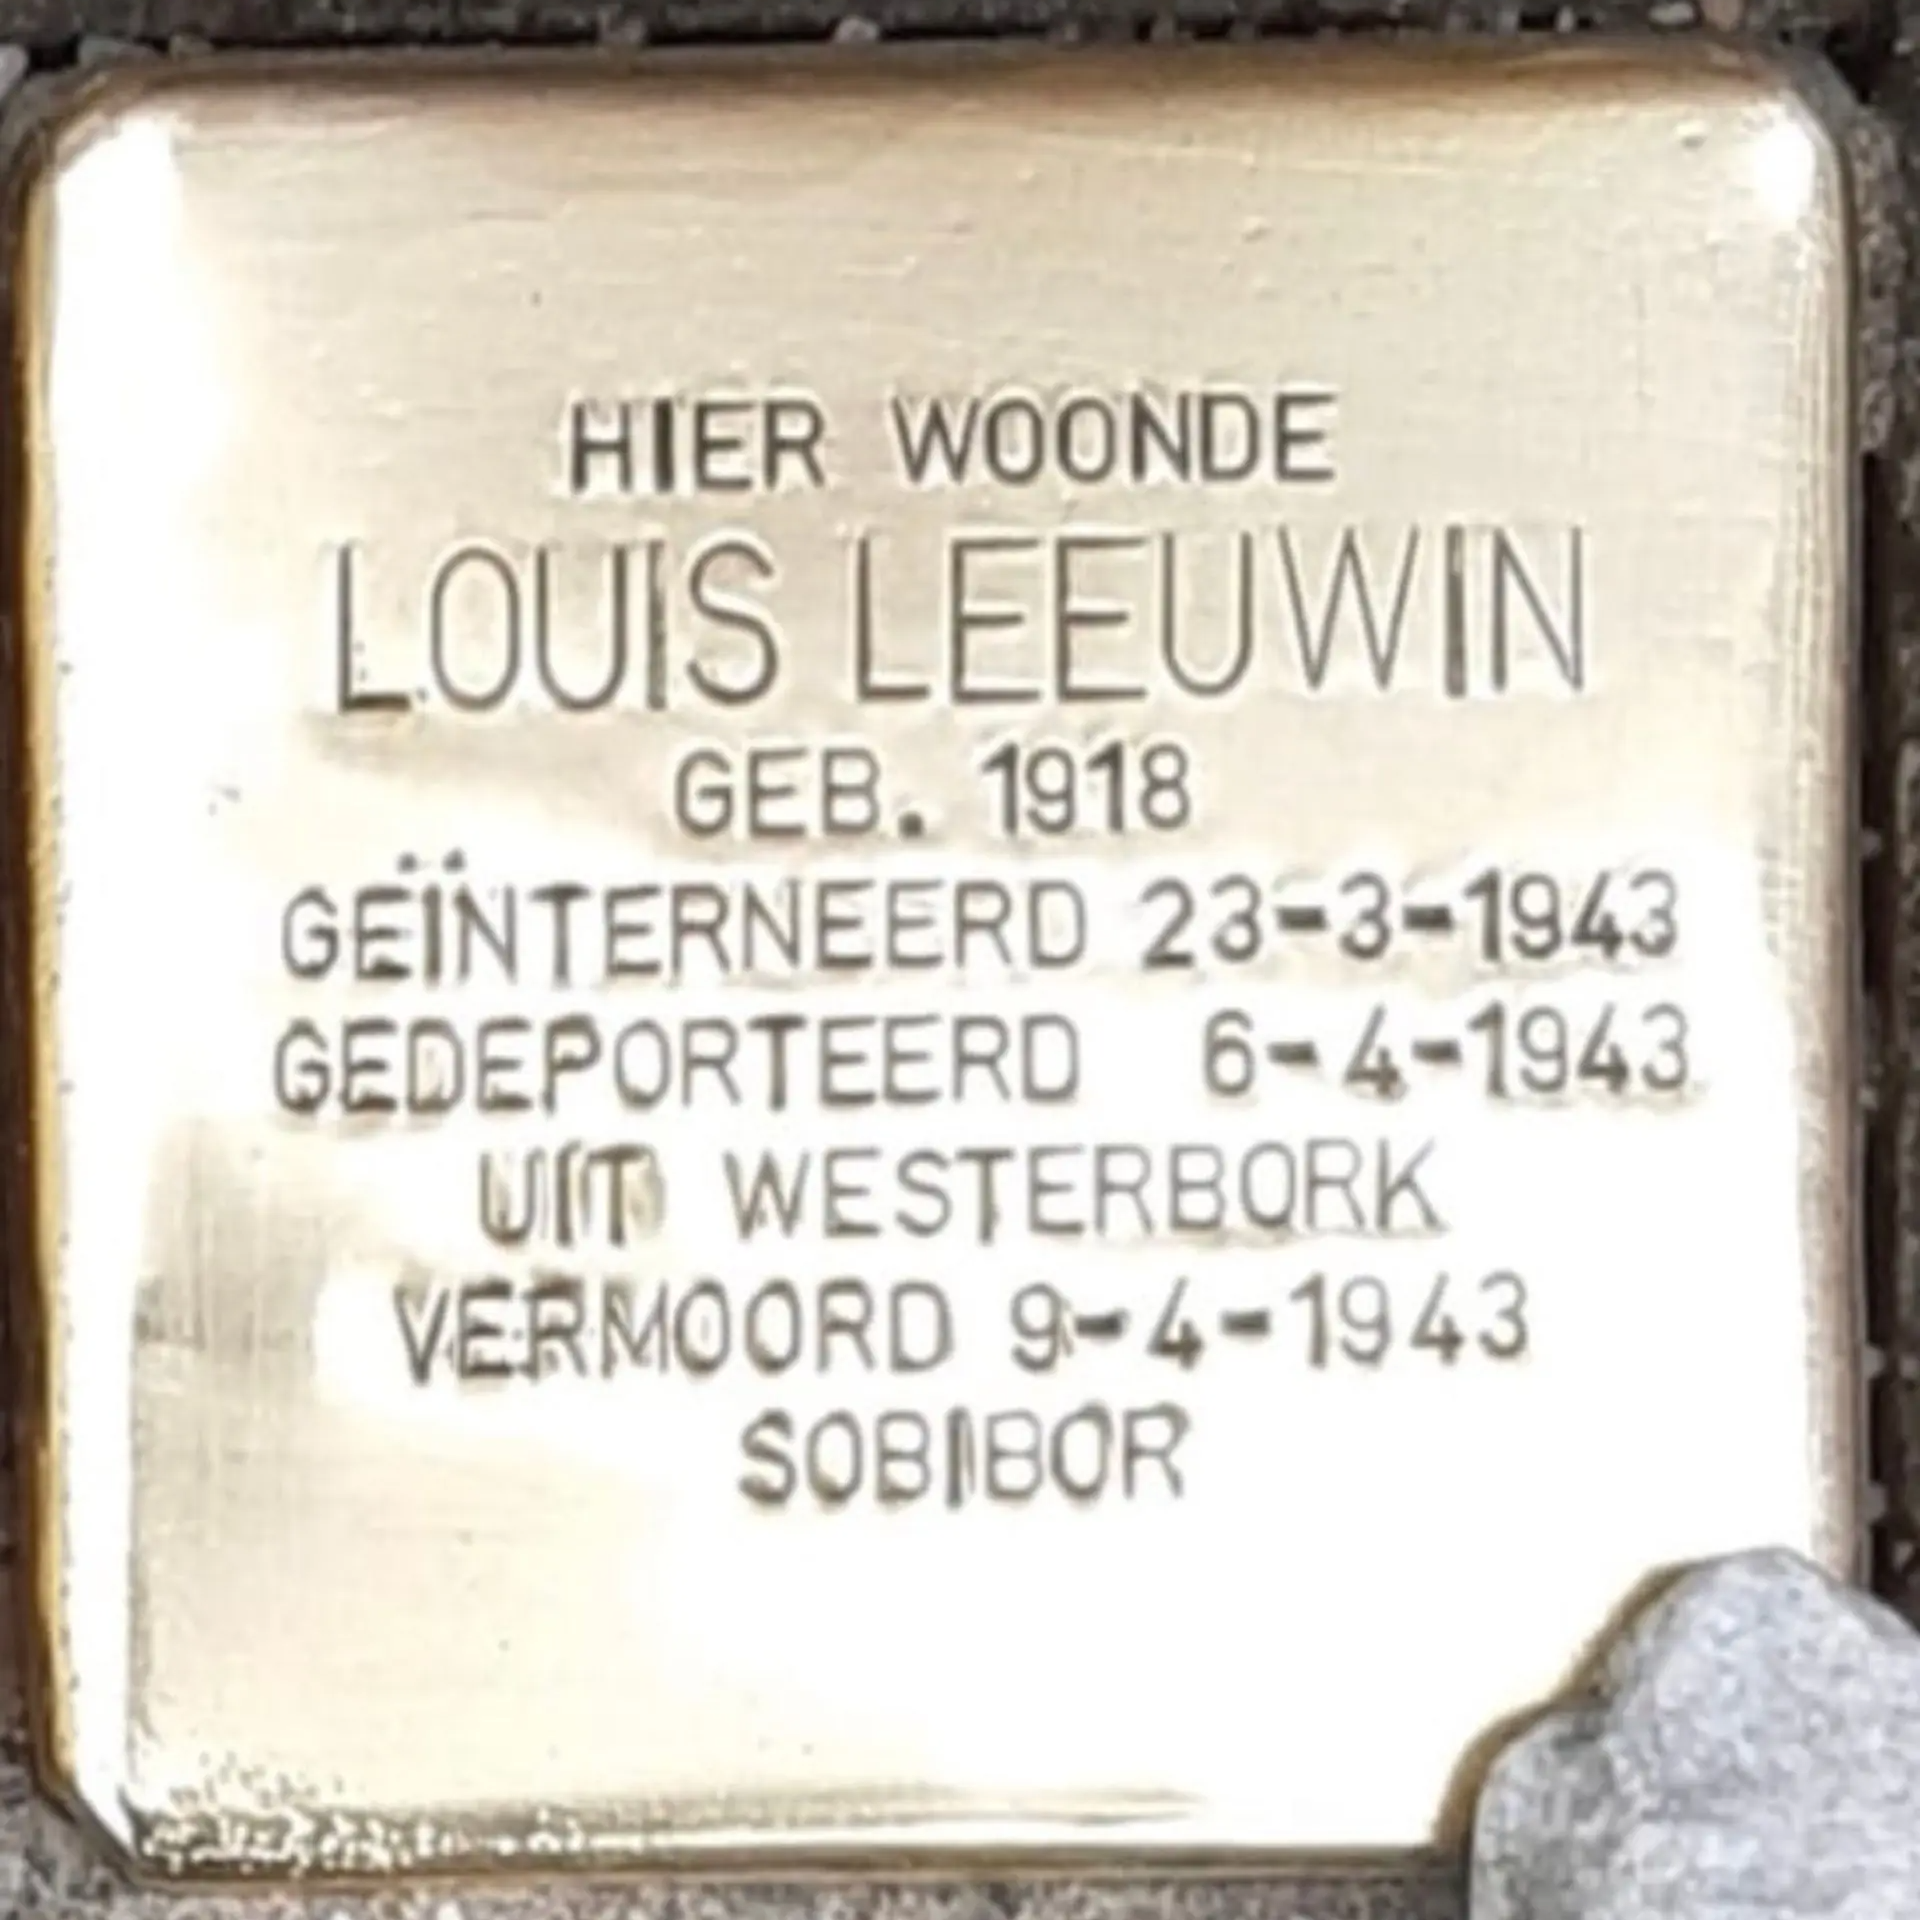 HIER WOONDE
LOUIS LEEUWIN
GEB. 1918
GEÏNTERNEERD 23-3-1943
GEDEPORTEERD 6-4-1943
UIT WESTERBORK
VERMOORD 9-4-1943
SOBIBOR